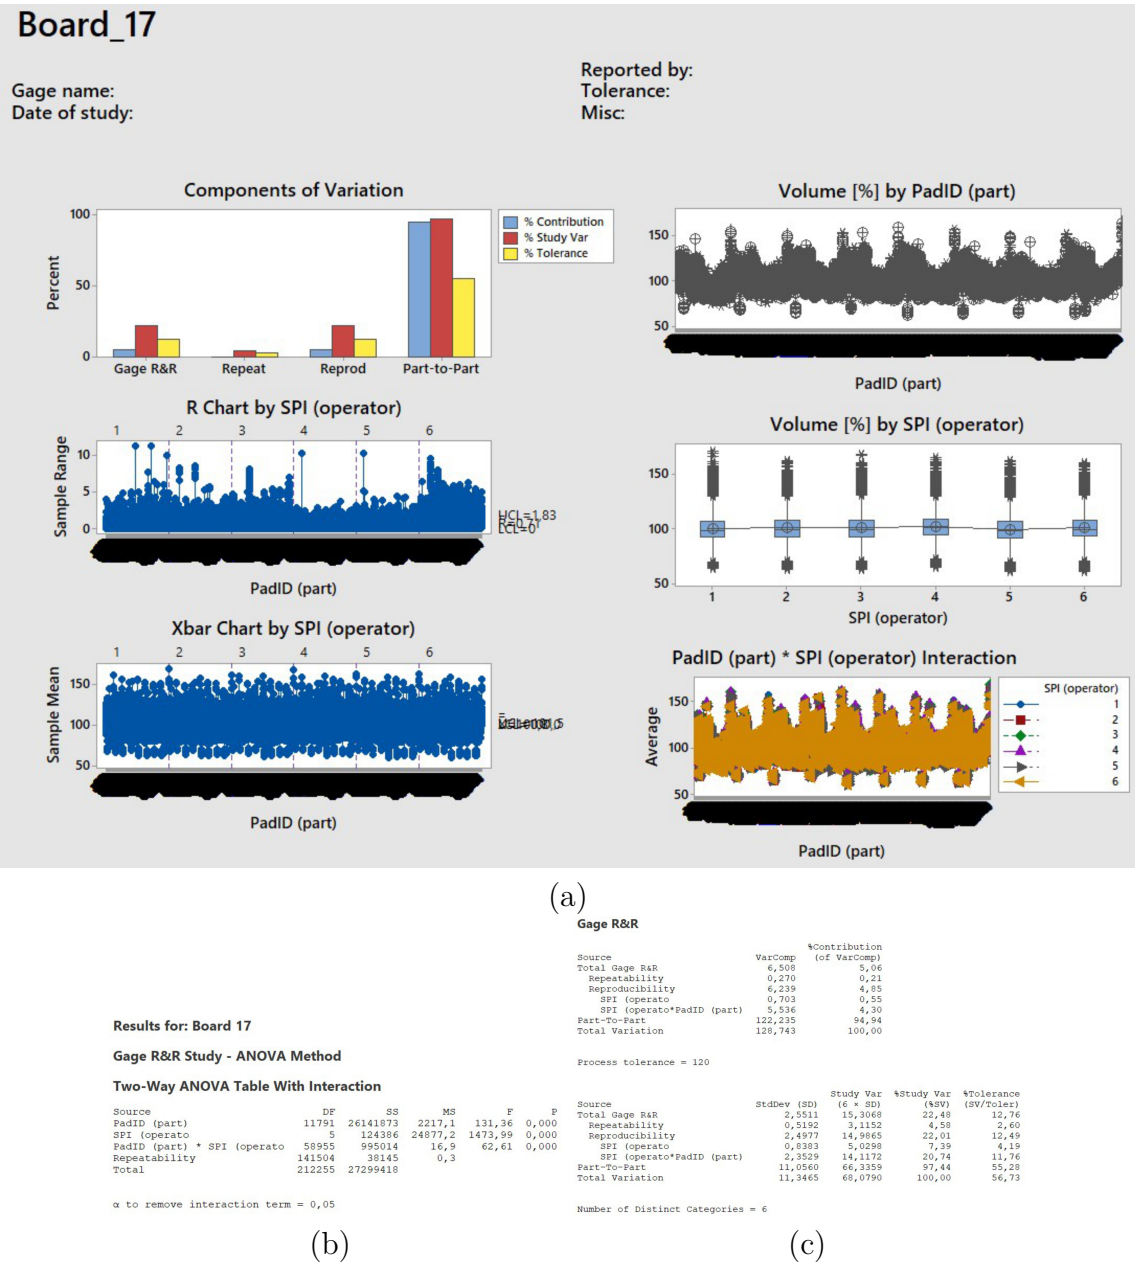 Board_17
Gage name:
Date of study:
Reported by:
Tolerance:
Misc:
Components of Variation
Percent
100
50
0
Gage R&R Repeat Reprod Part-to-Part
% Contribution
% Study Var
% Tolerance
R Chart by SPI (operator)
1 2 3 4 5 6
Sample Range
10
5
0
UCL=1,83
LCL=0
PadID (part)
Xbar Chart by SPI (operator)
1 2 3 4 5 6
Sample Mean
150
100
50
PadID (part)
Volume [%] by PadID (part)
150
100
50
PadID (part)
Volume [%] by SPI (operator)
150
100
50
1 2 3 4 5 6
SPI (operator)
PadID (part) * SPI (operator) Interaction
Average
150
100
50
PadID (part)
SPI (operator)
1
2
3
4
5
6
(a)
Results for: Board 17
Gage R&R Study - ANOVA Method
Two-Way ANOVA Table With Interaction
Source DF SS MS F P
PadID (part) 11791 26141873 2217,1 131,36 0,000
SPI (operato 5 124386 24877,2 1473,99 0,000
PadID (part) * SPI (operato 58955 995014 16,9 62,61 0,000
Repeatability 141504 38145 0,3
Total 212255 27299418
α to remove interaction term = 0,05
(b)
Gage R&R
%Contribution
Source VarComp (of VarComp)
Total Gage R&R 6,508 5,06
Repeatability 0,270 0,21
Reproducibility 6,239 4,85
SPI (operato 0,703 0,55
SPI (operato*PadID (part) 5,536 4,30
Part-To-Part 122,235 94,94
Total Variation 128,743 100,00
Process tolerance = 120
Study Var %Study Var %Tolerance
Source StdDev (SD) (6 × SD) (%SV) (SV/Toler)
Total Gage R&R 2,5511 15,3068 22,48 12,76
Repeatability 0,5192 3,1152 4,58 2,60
Reproducibility 2,4977 14,9865 22,01 12,49
SPI (operato 0,8383 5,0298 7,39 4,19
SPI (operato*PadID (part) 2,3529 14,1172 20,74 11,76
Part-To-Part 11,0560 66,3359 97,44 55,28
Total Variation 11,3465 68,0790 100,00 56,73
Number of Distinct Categories = 6
(c)